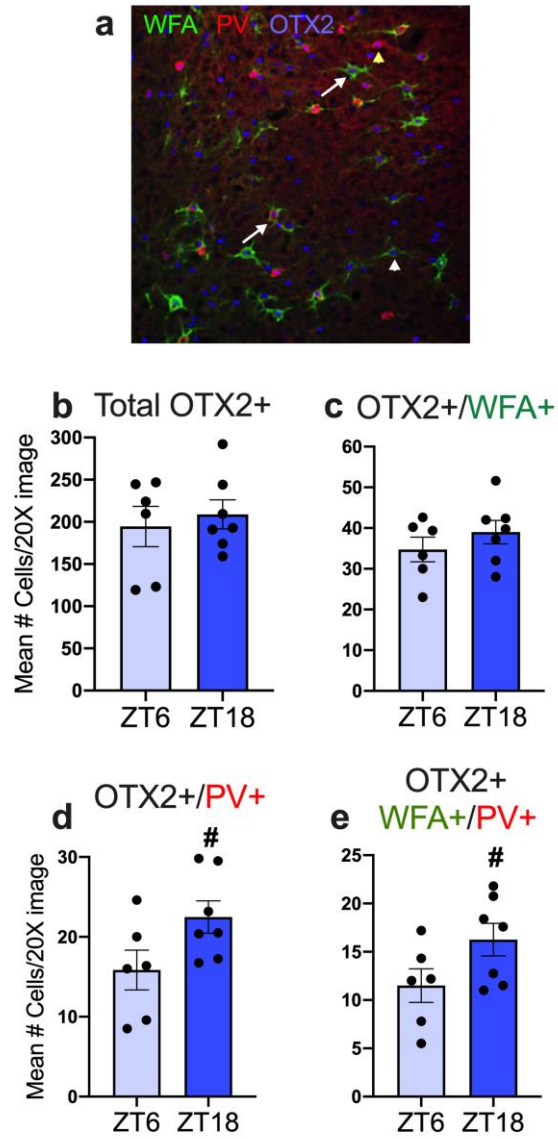 a WFA PV OTX2
b Total OTX2+
Mean # Cells/20X image
300
250
200
150
100
50
0
ZT6 ZT18
c OTX2+/WFA+
60
50
40
30
20
10
0
ZT6 ZT18
d OTX2+/PV+
#
Mean # Cells/20X image
30
20
10
0
ZT6 ZT18
OTX2+
e WFA+/PV+
#
25
20
15
10
5
0
ZT6 ZT18